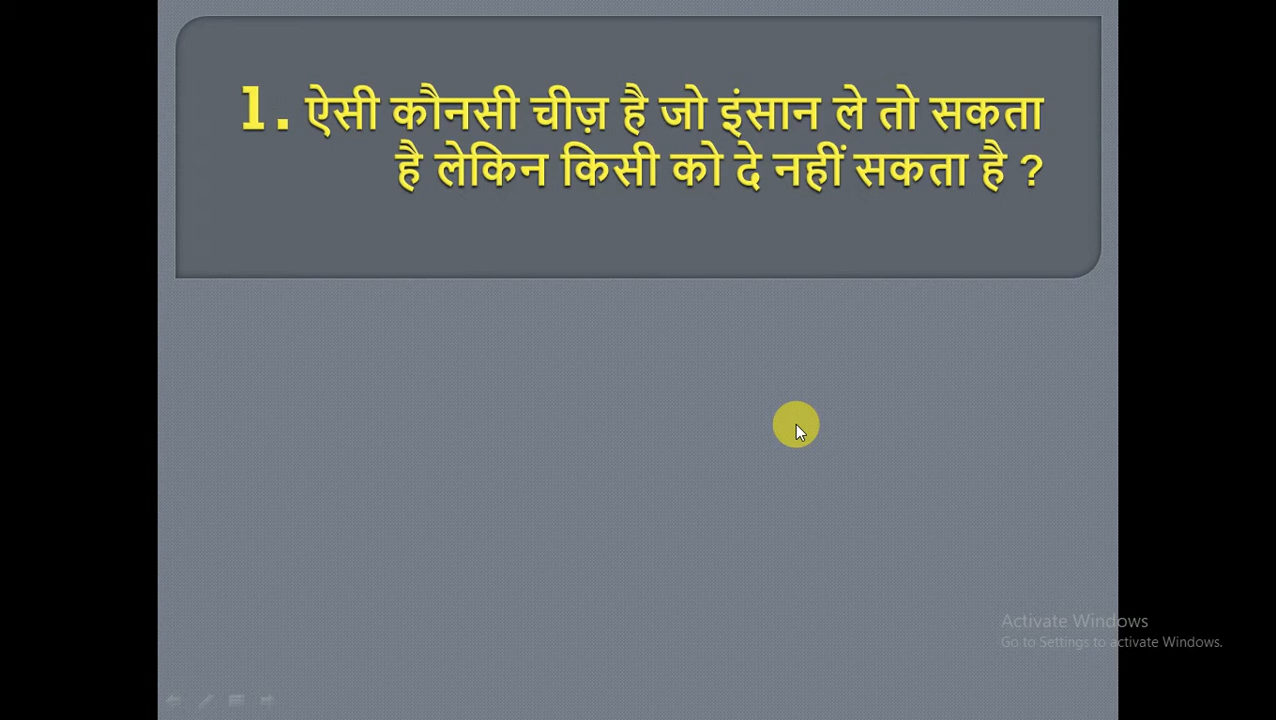 1. ऐसी कौनसी चीज़ है जो इंसान ले तो सकता
है लेकिन किसी को दे नहीं सकता है ?
Activate Windows
Go to Settings to activate Windows.